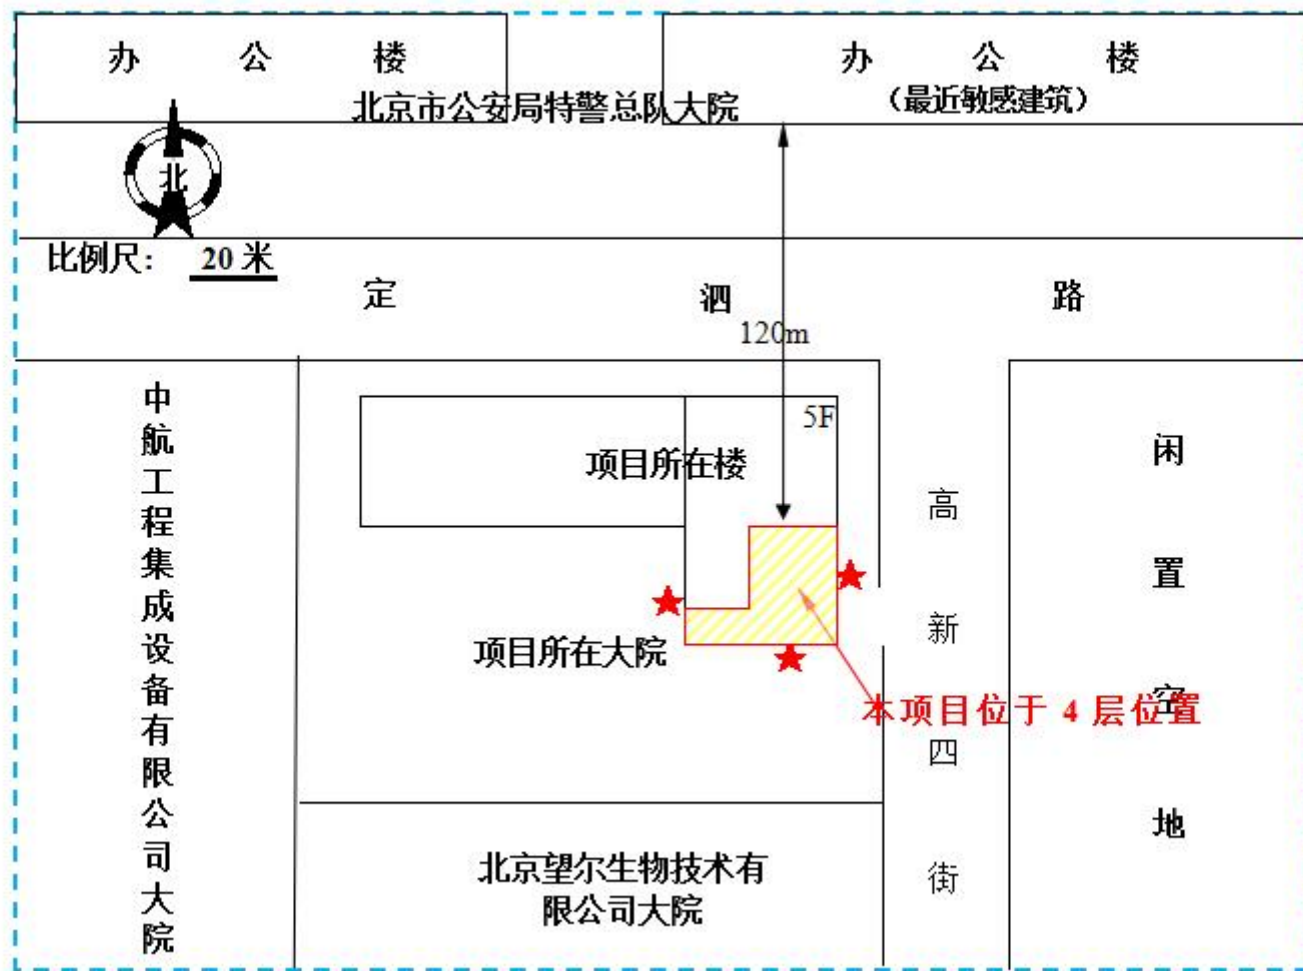 办公楼
办公楼
(最近敏感建筑)
北京市公安局特警总队大院
北
比例尺: 20 米
定泗路
120m
5F
项目所在楼
中航工程集成设备有限公司大院
项目所在大院
本项目位于 4 层位置
高新四街
闲置空地
北京望尔生物技术有
限公司大院